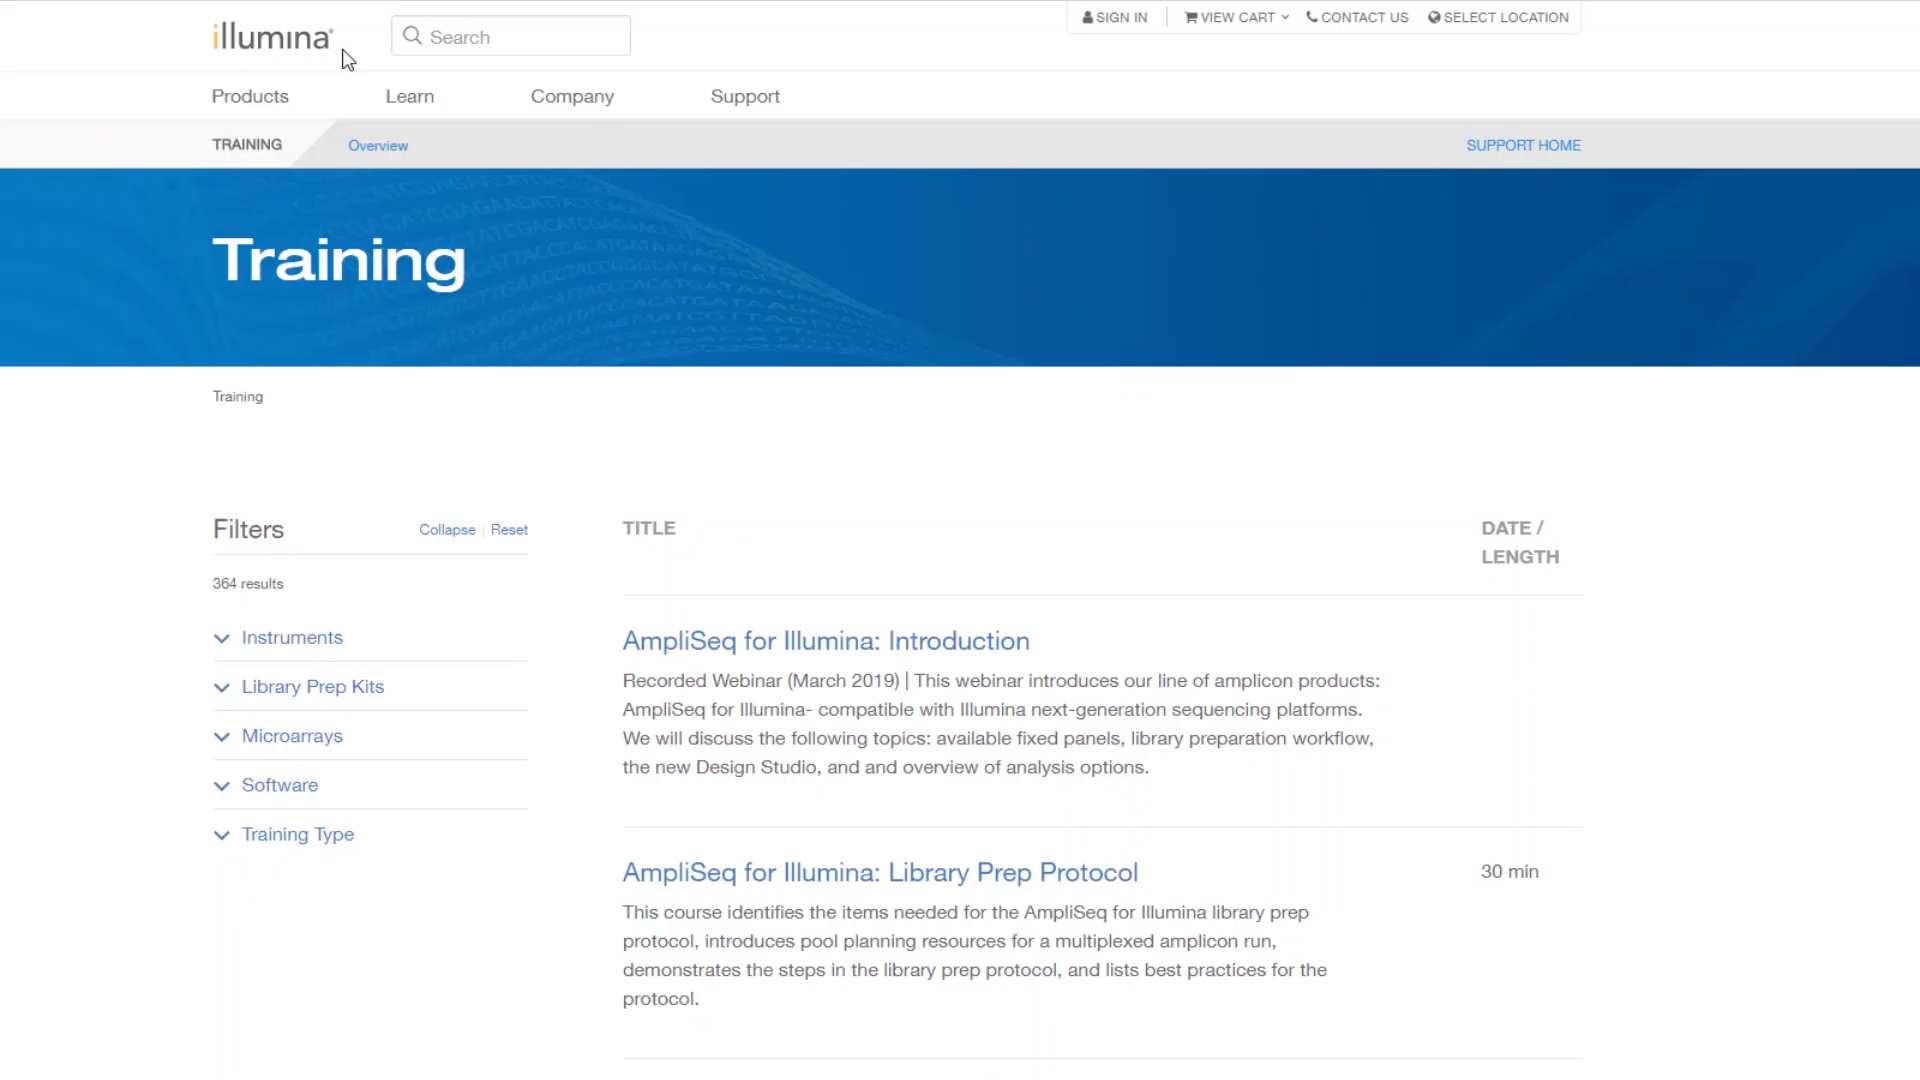 illumina®
Search
SIGN IN
VIEW CART
CONTACT US
SELECT LOCATION
Products
Learn
Company
Support
TRAINING
Overview
SUPPORT HOME
Training
Training
Filters
Collapse | Reset
364 results
Instruments
Library Prep Kits
Microarrays
Software
Training Type
TITLE
DATE /
LENGTH
AmpliSeq for Illumina: Introduction
Recorded Webinar (March 2019) | This webinar introduces our line of amplicon products:
AmpliSeq for Illumina- compatible with Illumina next-generation sequencing platforms.
We will discuss the following topics: available fixed panels, library preparation workflow,
the new Design Studio, and and overview of analysis options.
AmpliSeq for Illumina: Library Prep Protocol
30 min
This course identifies the items needed for the AmpliSeq for Illumina library prep
protocol, introduces pool planning resources for a multiplexed amplicon run,
demonstrates the steps in the library prep protocol, and lists best practices for the
protocol.